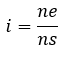 i = ne/ns